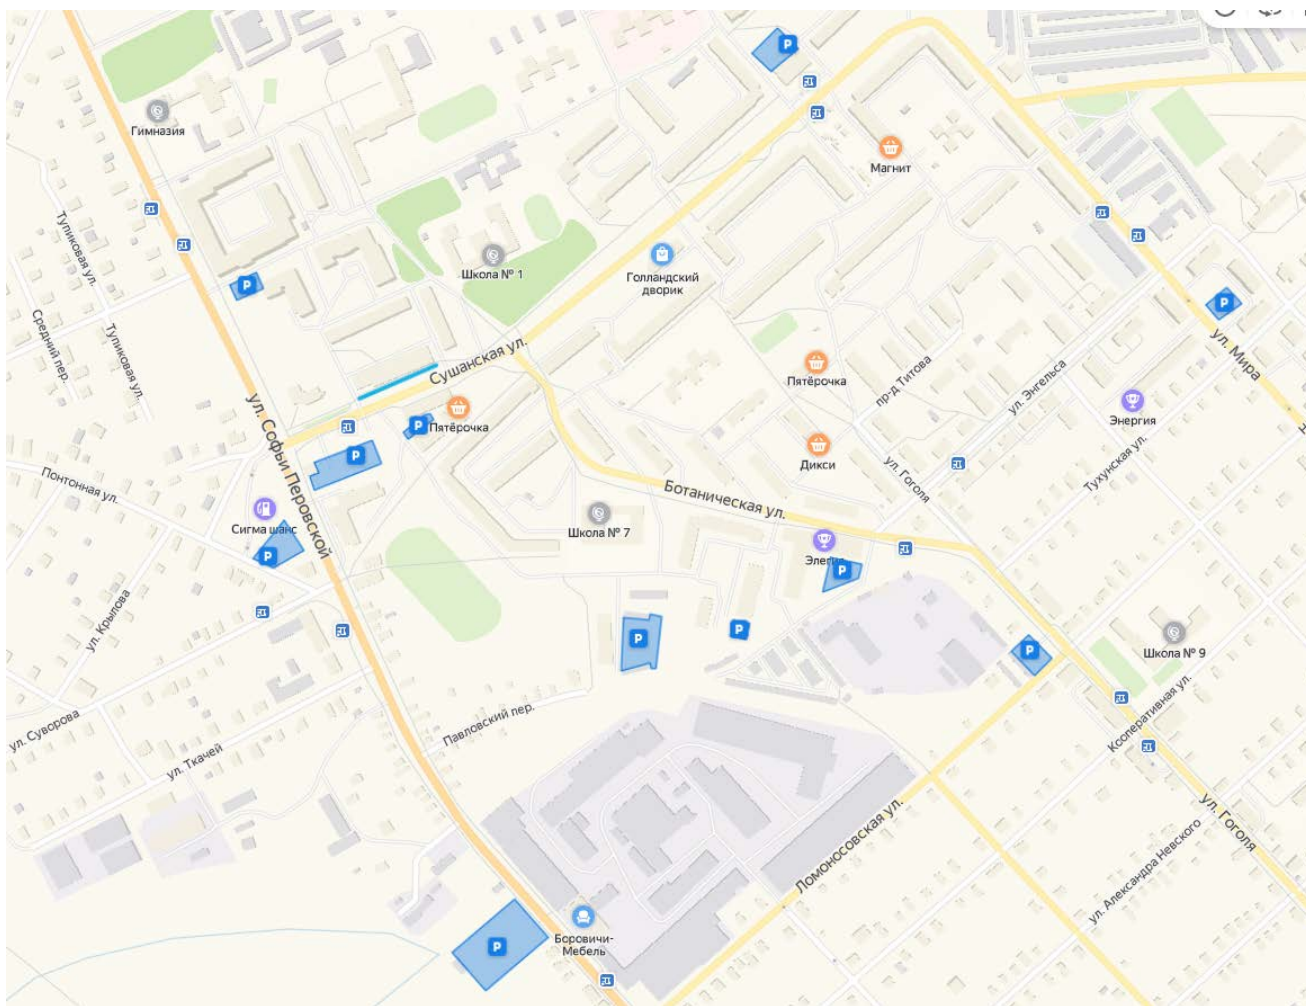 P
Гимназия
Магнит
Тупиковая ул.
Школа № 1
Голландский
дворик
P
P
Средний пер.
Тупиковая ул.
ул. Мира
Сушанская ул.
Пятёрочка
пр-д Титова
ул. Энгельса
Энергия
P
Пятёрочка
ул. Софьи Перовской
P
Дикси
Тухунская ул.
ул. Гоголя
Понтонная ул.
Ботаническая ул.
Сигма шанс
Школа № 7
P
Элегия
P
ул. Крылова
P
P
P
Школа № 9
ул. Суворова
Павловский пер.
Кооперативная ул.
ул. Ткачей
ул. Гоголя
Ломоносовская ул.
ул. Александра Невского
P
Боровичи-
Мебель